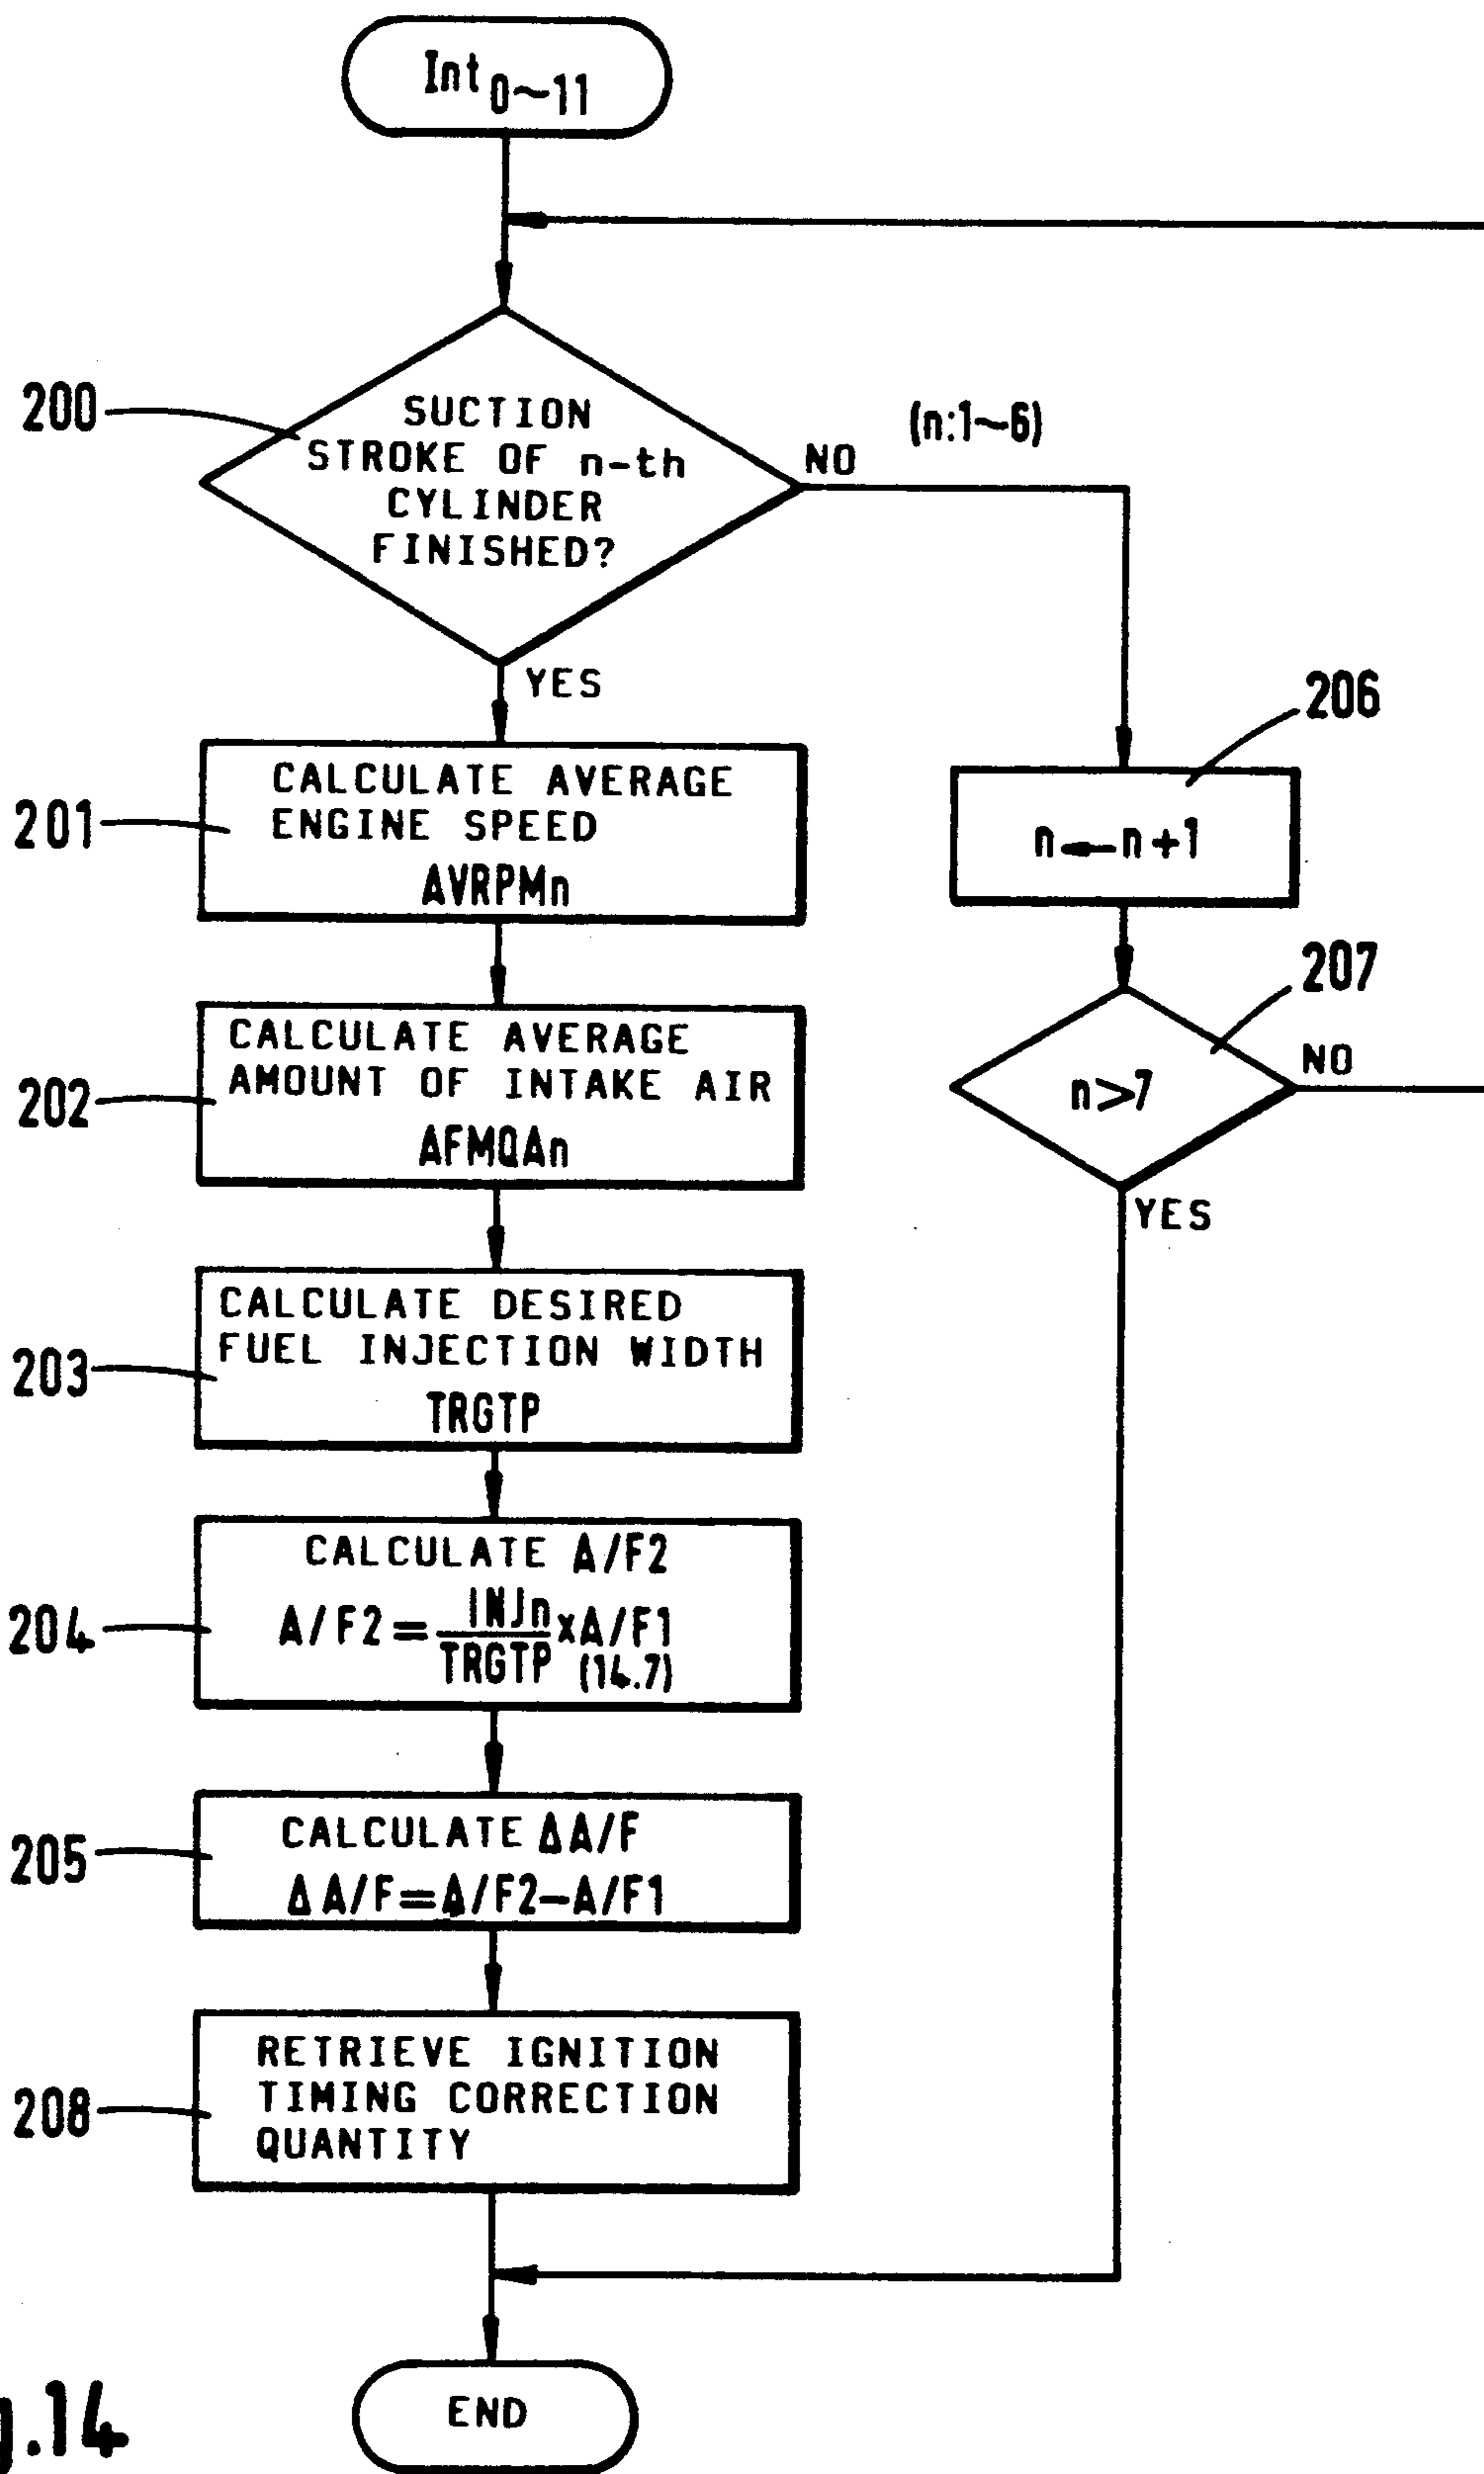 Int 0~11
200
SUCTION
STROKE OF n-th
CYLINDER
FINISHED?
NO
(n:1~6)
YES
201
CALCULATE AVERAGE
ENGINE SPEED
AVRPMn
206
n←n+1
202
CALCULATE AVERAGE
AMOUNT OF INTAKE AIR
AFMQAn
207
n>7
NO
YES
203
CALCULATE DESIRED
FUEL INJECTION WIDTH
TRGTP
204
CALCULATE A/F2
A/F2=INJn/TRGTP×A/F1
(14.7)
205
CALCULATE ΔA/F
ΔA/F=A/F2-A/F1
208
RETRIEVE IGNITION
TIMING CORRECTION
QUANTITY
END
g.14